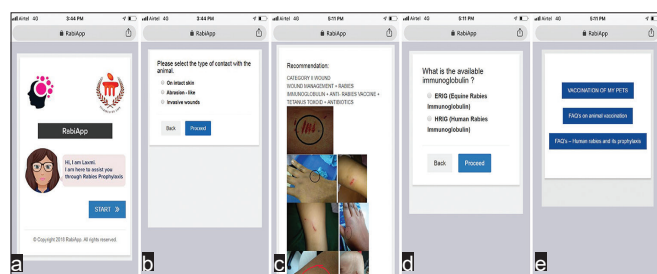 Airtel 4G 3:44 PM
RabiApp
RabiApp
Hi, I am Laxmi.
I am here to assist you
through Rabies Prophylaxis
START »
© Copyright 2018 RabiApp. All rights reserved.
a
Airtel 4G 3:44 PM
RabiApp
Please select the type of contact with the
animal.
On intact skin
Abrasion - like
Invasive wounds
Back Proceed
b
Airtel 4G 5:11 PM
RabiApp
Recommendation:
CATEGORY II WOUND
WOUND MANAGEMENT + RABIES
IMMUNOGLOBULIN + ANTI- RABIES VACCINE +
TETANUS TOXOID + ANTIBIOTICS
c
Airtel 4G 5:11 PM
RabiApp
What is the available
immunoglobulin ?
ERIG (Equine Rabies
Immunoglobulin)
HRIG (Human Rabies
Immunoglobulin)
Back Proceed
d
Airtel 4G 5:11 PM
RabiApp
VACCINATION OF MY PETS
FAQ's on animal vaccination
FAQ's – Human rabies and its prophylaxis
e